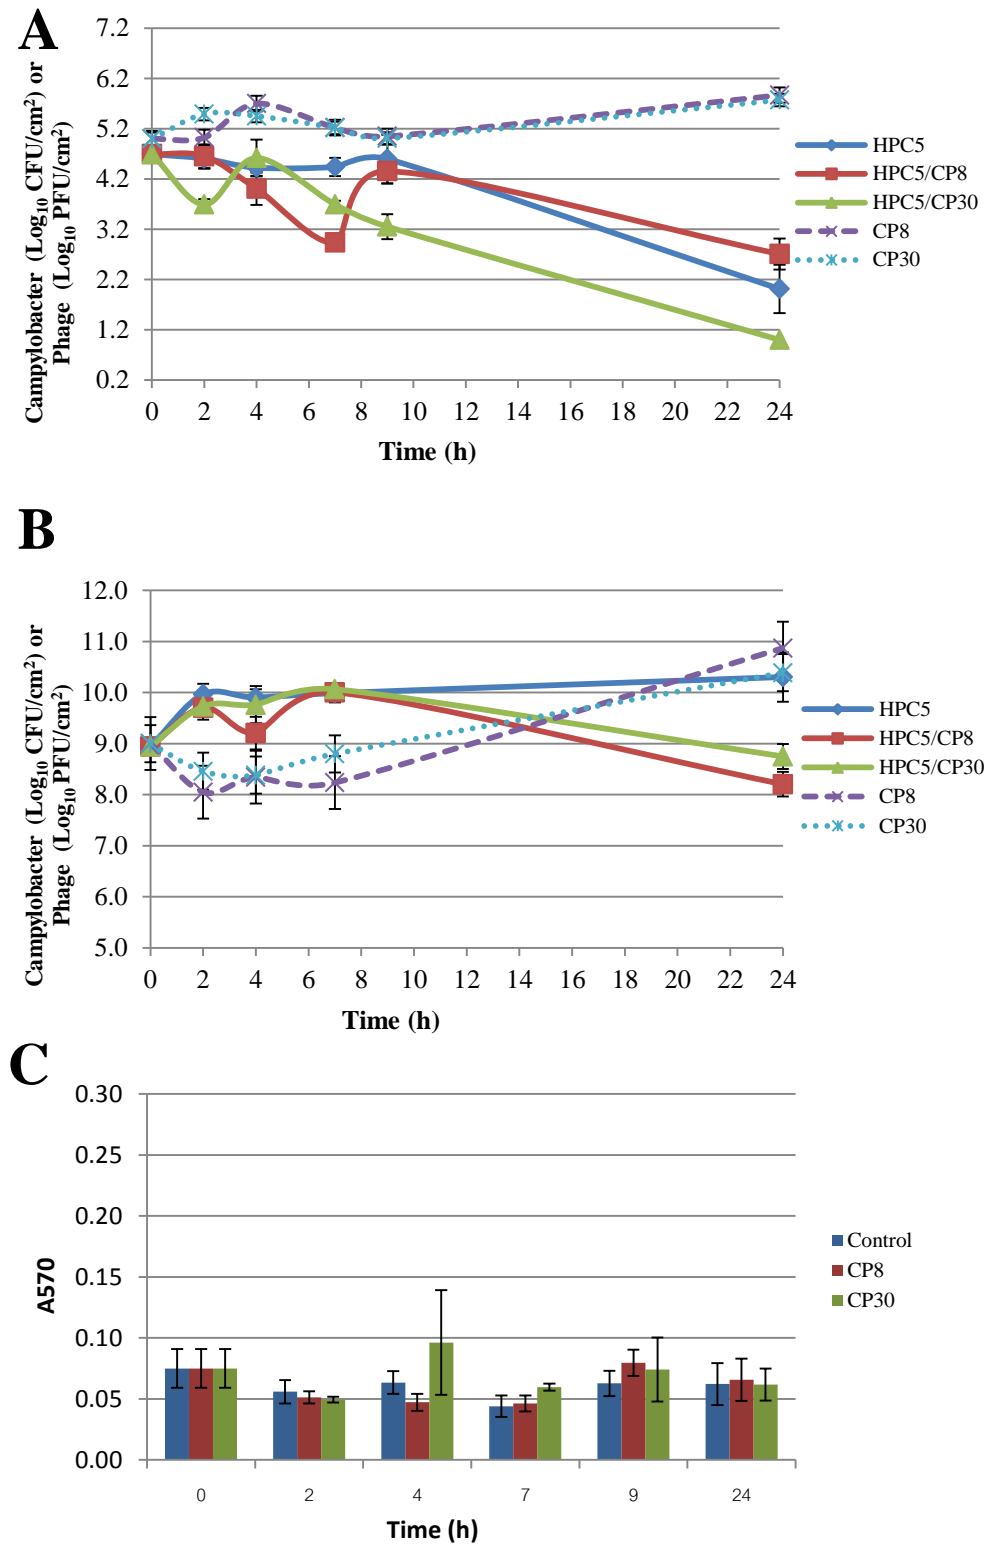 A
Campylobacter (Log10 CFU/cm2) or
Phage (Log10 PFU/cm2)
7.2
6.2
5.2
4.2
3.2
2.2
1.2
0.2
0 2 4 6 8 10 12 14 16 18 20 22 24
Time (h)
HPC5
HPC5/CP8
HPC5/CP30
CP8
CP30
B
Campylobacter (Log10 CFU/cm2) or
Phage (Log10 PFU/cm2)
12.0
11.0
10.0
9.0
8.0
7.0
6.0
5.0
0 2 4 6 8 10 12 14 16 18 20 22 24
Time (h)
HPC5
HPC5/CP8
HPC5/CP30
CP8
CP30
C
A570
0.30
0.25
0.20
0.15
0.10
0.05
0.00
0 2 4 7 9 24
Time (h)
Control
CP8
CP30